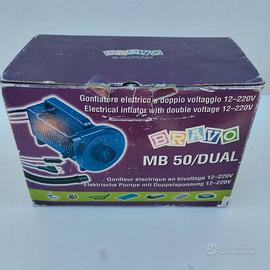 Gonfiatore elettrico a doppio voltaggio 12-220V
Electrical inflator with double voltage 12-220V
BRAVO
MB 50/DUAL
Gonfleur électrique en bivoltage 12-220V
Elektrische Pumpe mit Doppelspannung 12-220V
subito